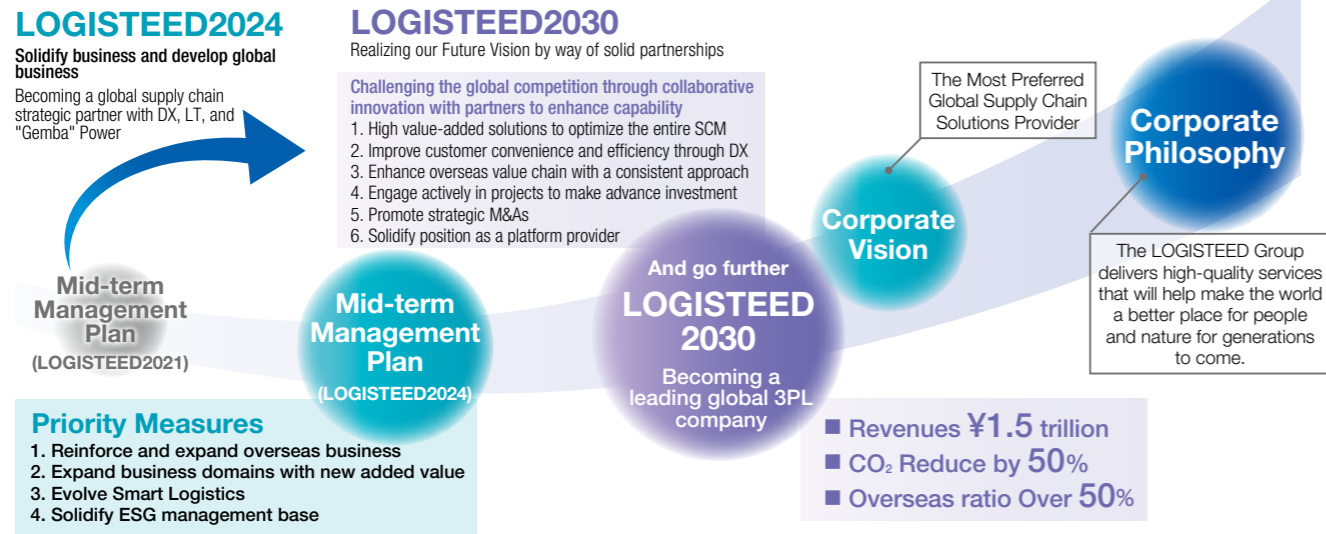 LOGISTEED2024
Solidify business and develop global
business
Becoming a global supply chain
strategic partner with DX, LT, and
"Gemba" Power
LOGISTEED2030
Realizing our Future Vision by way of solid partnerships
Challenging the global competition through collaborative
innovation with partners to enhance capability
1. High value-added solutions to optimize the entire SCM
2. Improve customer convenience and efficiency through DX
3. Enhance overseas value chain with a consistent approach
4. Engage actively in projects to make advance investment
5. Promote strategic M&As
6. Solidify position as a platform provider
The Most Preferred
Global Supply Chain
Solutions Provider
Corporate
Philosophy
Corporate
Vision
The LOGISTEED Group
delivers high-quality services
that will help make the world
a better place for people
and nature for generations
to come.
Mid-term
Management
Plan
(LOGISTEED2021)
Mid-term
Management
Plan
(LOGISTEED2024)
And go further
LOGISTEED
2030
Becoming a
leading global 3PL
company
Priority Measures
1. Reinforce and expand overseas business
2. Expand business domains with new added value
3. Evolve Smart Logistics
4. Solidify ESG management base
■ Revenues ¥1.5 trillion
■ CO₂ Reduce by 50%
■ Overseas ratio Over 50%